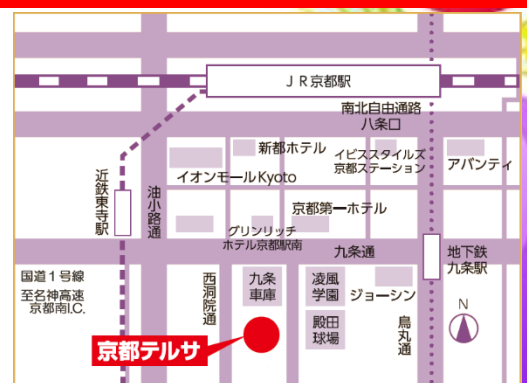 JR京都駅
南北自由通路
八条口
新都ホテル
イビススタイルズ
京都ステーション
アバンティ
イオンモールKyoto
近鉄東寺駅
油小路通
京都第一ホテル
グリンリッチ
ホテル京都駅南
九条通
地下鉄
九条駅
国道1号線
至名神高速
京都南I.C.
西洞院通
九条
車庫
凌風
学園
ジョーシン
殿田
球場
烏丸通
N
京都テルサ